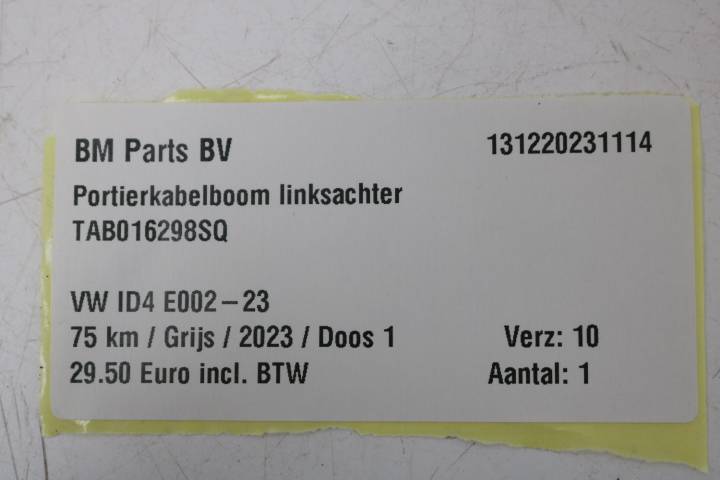 BM Parts BV 131220231114
Portierkabelboom linksachter
TAB016298SQ
VW ID4 E002-23
75 km / Grijs / 2023 / Doos 1 Verz: 10
29.50 Euro incl. BTW Aantal: 1